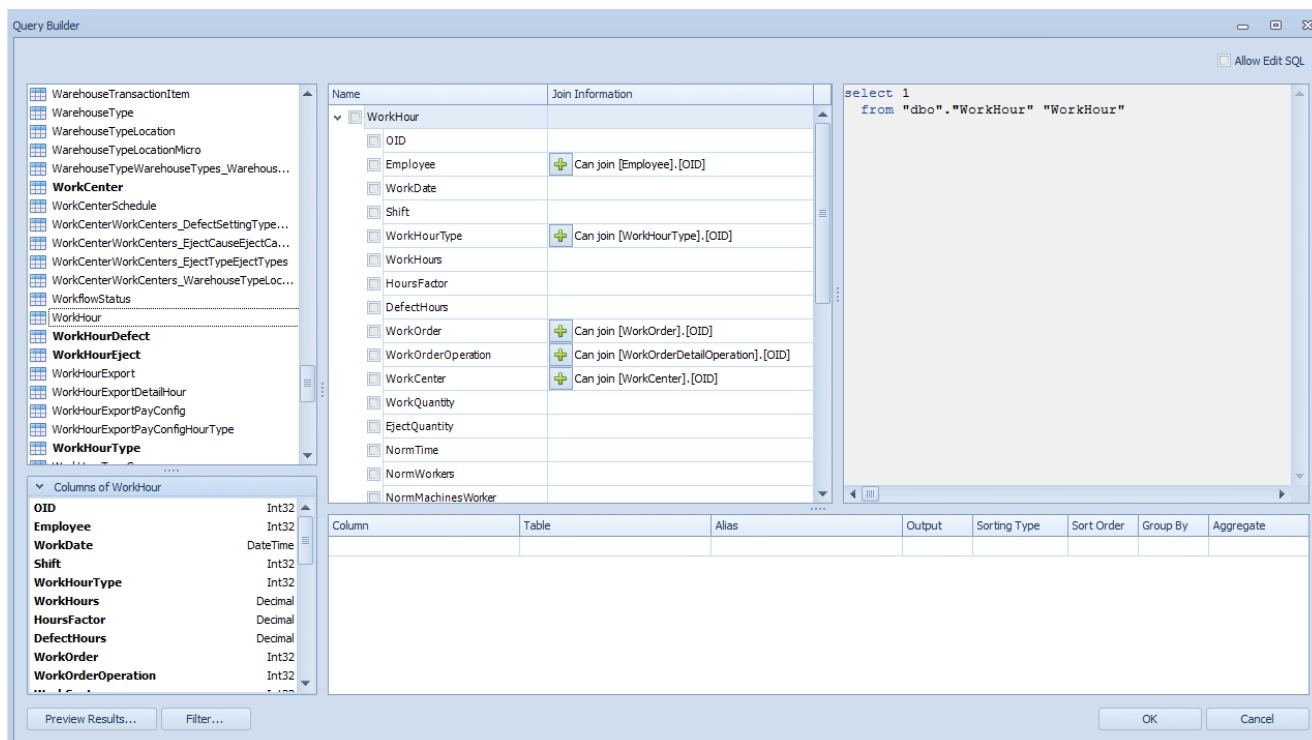 Query Builder
Allow Edit SQL
WarehouseTransactionItem
WarehouseType
WarehouseTypeLocation
WarehouseTypeLocationMicro
WarehouseTypeWarehouseTypes_Warehous...
WorkCenter
WorkCenterSchedule
WorkCenterWorkCenters_DefectSettingType...
WorkCenterWorkCenters_EjectCauseEjectCa...
WorkCenterWorkCenters_EjectTypeEjectTypes
WorkCenterWorkCenters_WarehouseTypeLoc...
WorkflowStatus
WorkHour
WorkHourDefect
WorkHourEject
WorkHourExport
WorkHourExportDetailHour
WorkHourExportPayConfig
WorkHourExportPayConfigHourType
WorkHourType
Columns of WorkHour
OID Int32
Employee Int32
WorkDate DateTime
Shift Int32
WorkHourType Int32
WorkHours Decimal
HoursFactor Decimal
DefectHours Decimal
WorkOrder Int32
WorkOrderOperation Int32
Name Join Information
WorkHour
OID
Employee Can join [Employee].[OID]
WorkDate
Shift
WorkHourType Can join [WorkHourType].[OID]
WorkHours
HoursFactor
DefectHours
WorkOrder Can join [WorkOrder].[OID]
WorkOrderOperation Can join [WorkOrderDetailOperation].[OID]
WorkCenter Can join [WorkCenter].[OID]
WorkQuantity
EjectQuantity
NormTime
NormWorkers
NormMachinesWorker
select 1
from "dbo"."WorkHour" "WorkHour"
Column Table Alias Output Sorting Type Sort Order Group By Aggregate
Preview Results... Filter... OK Cancel